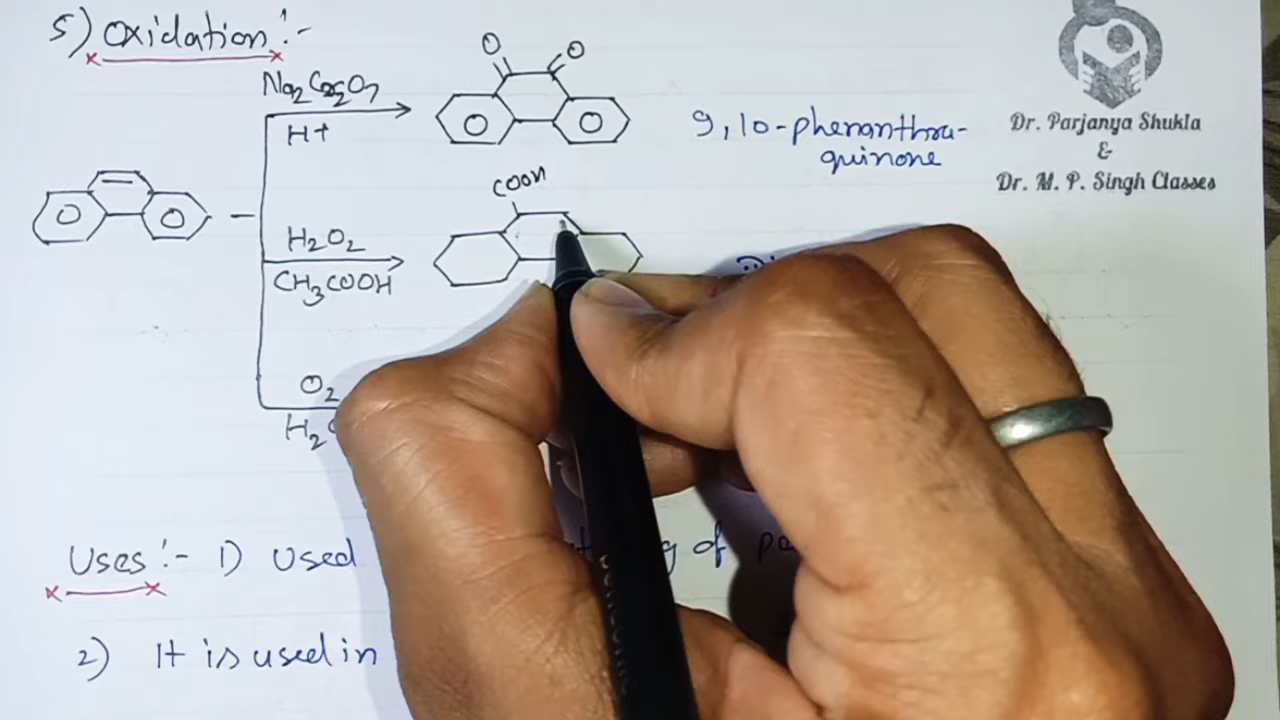 5) Oxidation :-
Na2Cr2O7
H+
O O
9,10-phenanthra-
quinone
COOH
H2O2
CH3COOH
O2
Uses :- 1) Used of
2) It is used in
Dr. Parjanya Shukla
&
Dr. M. P. Singh Classes